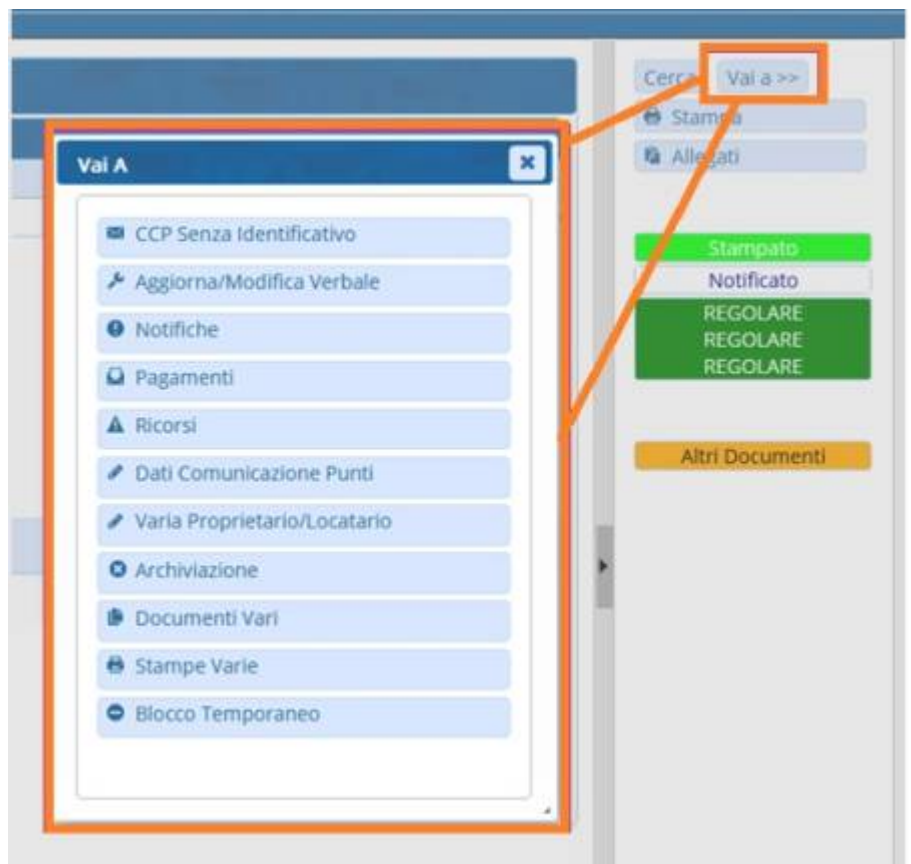 Cerca Vai a >>
Stampa
Allegati
Vai A
CCP Senza Identificativo
Aggiorna/Modifica Verbale
Notifiche
Pagamenti
Ricorsi
Dati Comunicazione Punti
Varia Proprietario/Locatario
Archiviazione
Documenti Vari
Stampe Varie
Blocco Temporaneo
Stampato
Notificato
REGOLARE
REGOLARE
REGOLARE
Altri Documenti